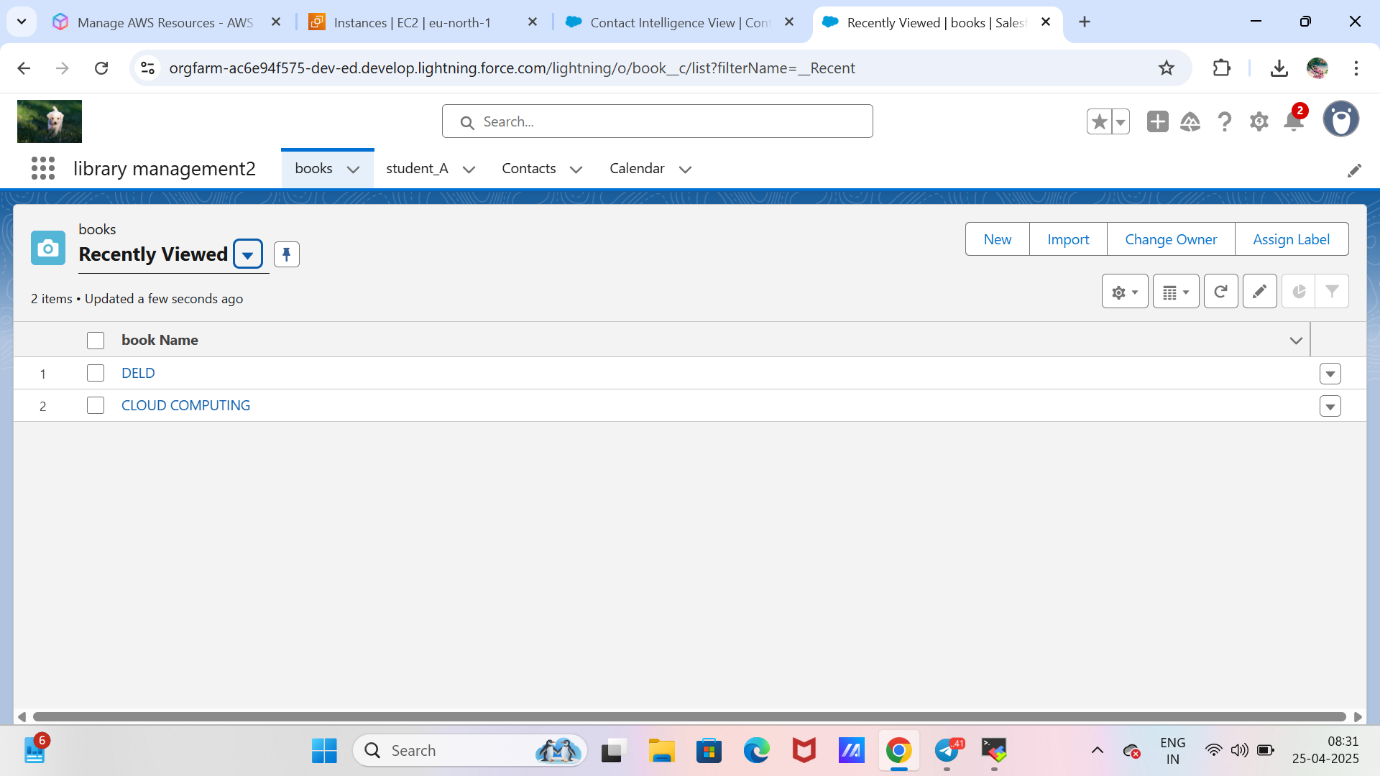 Manage AWS Resources - AWS
Instances | EC2 | eu-north-1
Contact Intelligence View | Con
Recently Viewed | books | Sales
orgfarm-ac6e94f575-dev-ed.develop.lightning.force.com/lightning/o/book__c/list?filterName=__Recent
Search...
2
library management2
books
student_A
Contacts
Calendar
books
Recently Viewed
New
Import
Change Owner
Assign Label
2 items • Updated a few seconds ago
book Name
1
DELD
2
CLOUD COMPUTING
6
Search
41
ENG
IN
08:31
25-04-2025